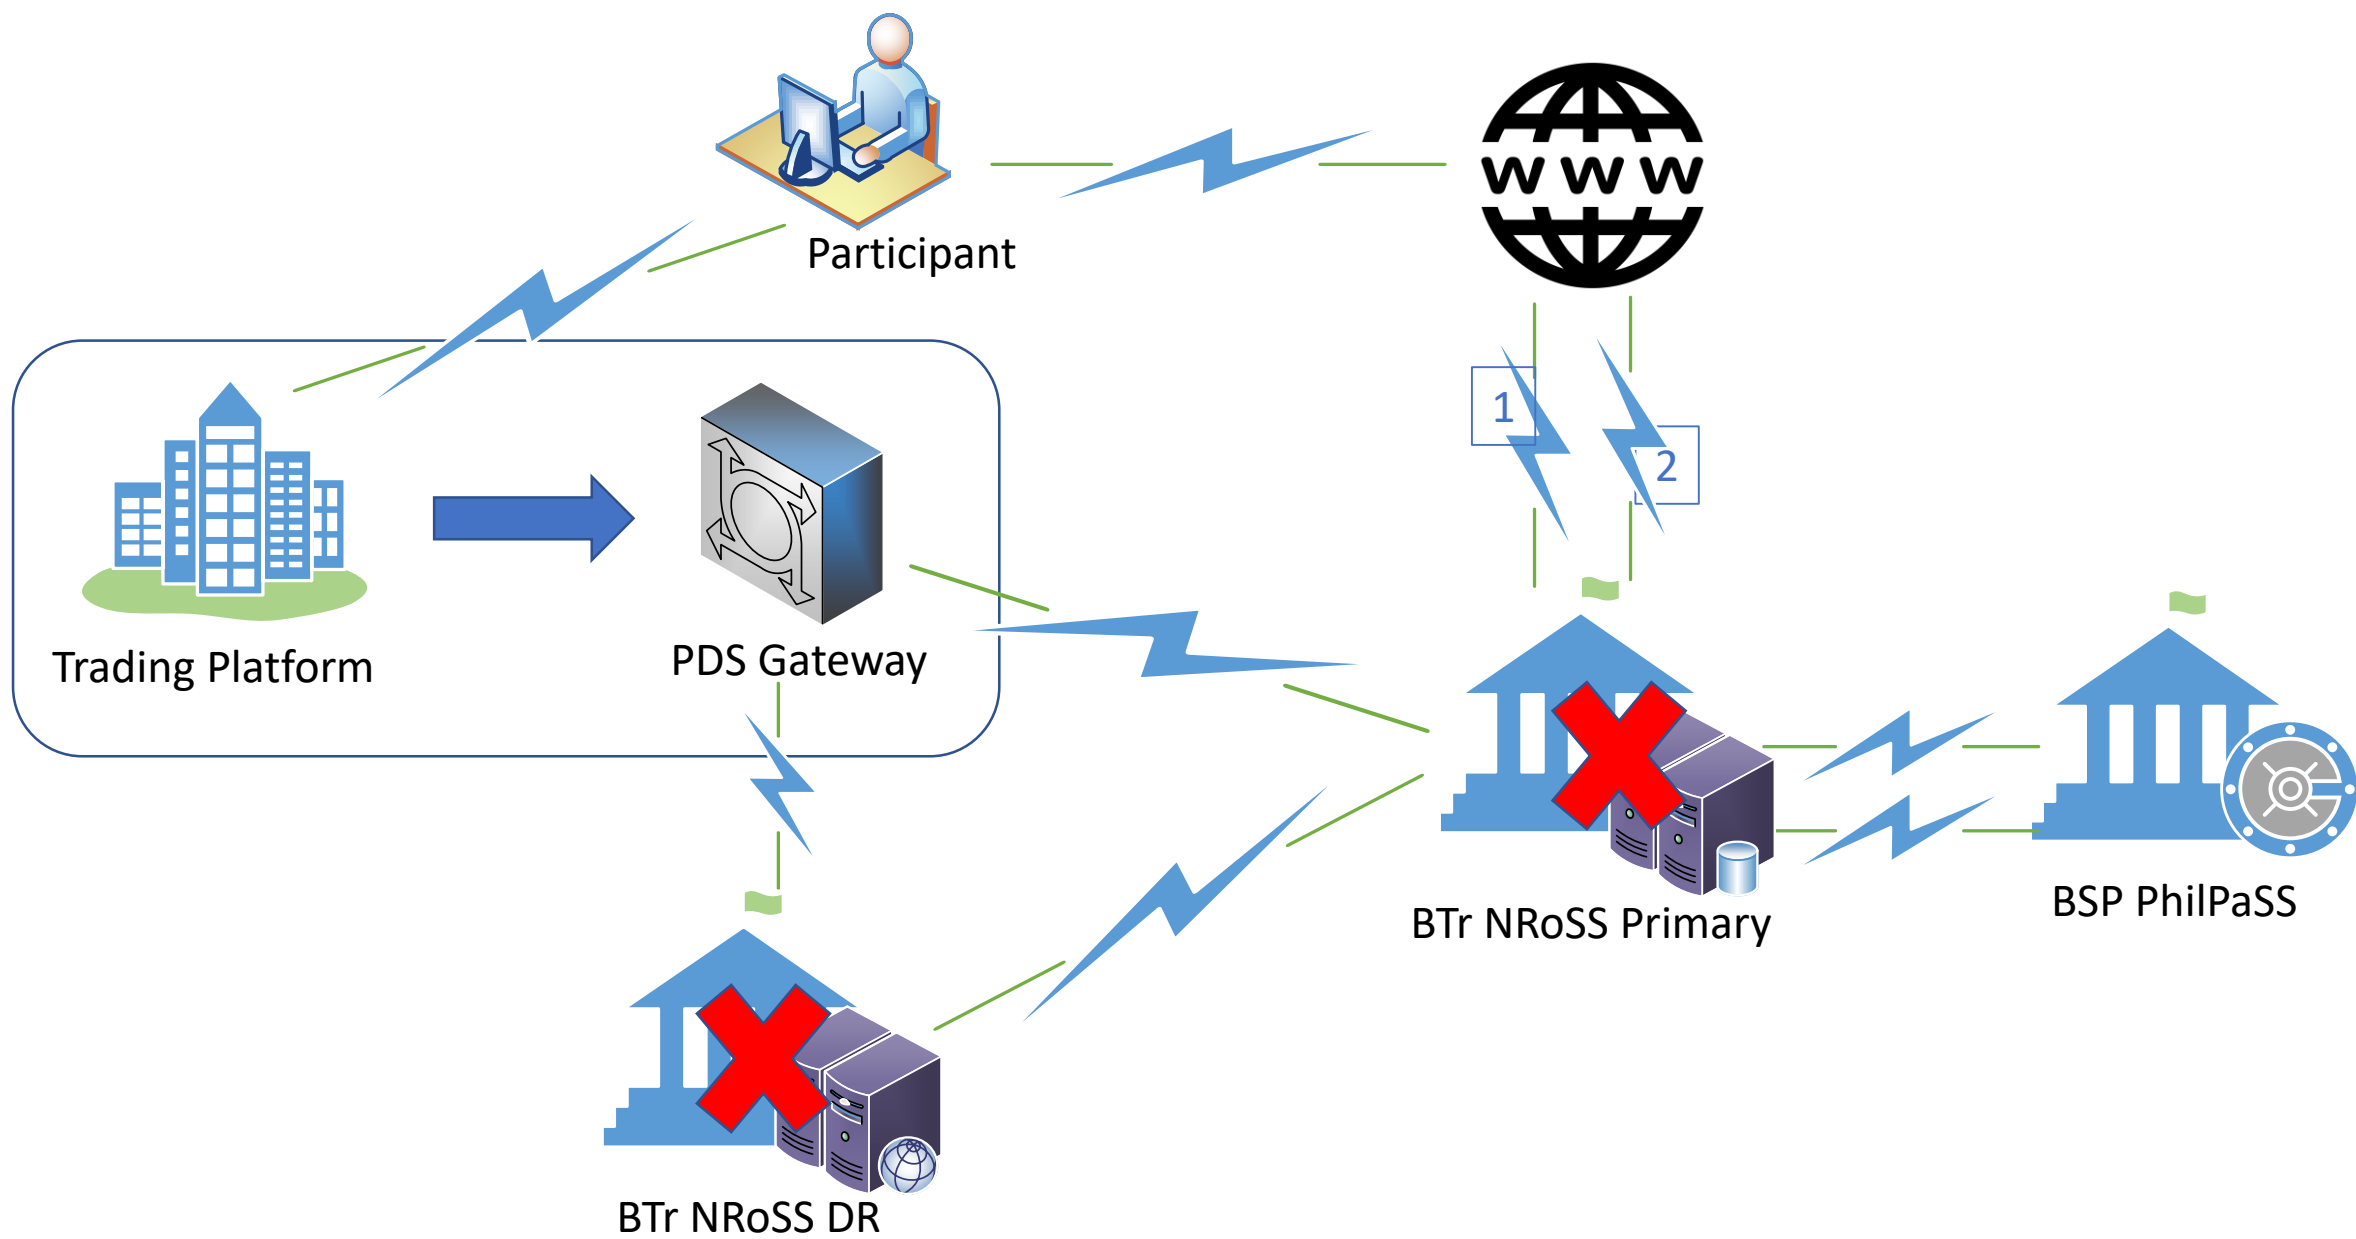 Participant
www
1
2
Trading Platform
PDS Gateway
BTr NRoSS Primary
BSP PhilPaSS
BTr NRoSS DR